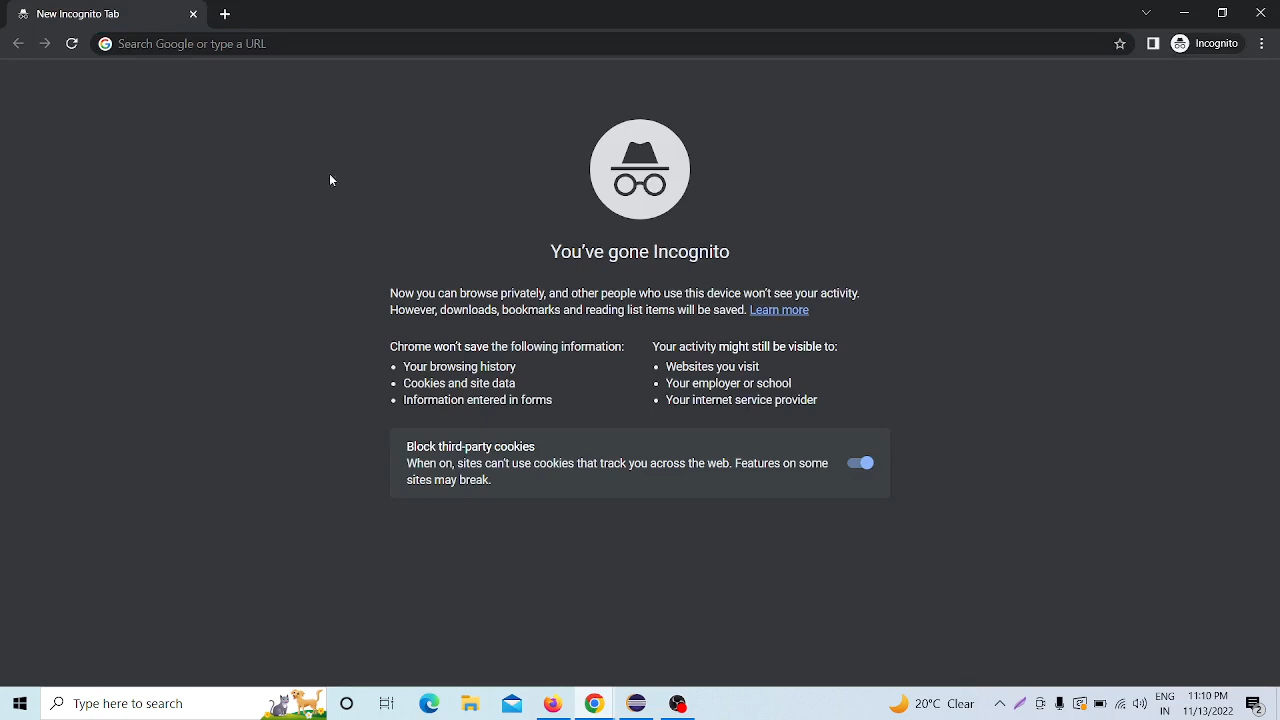 New Incognito Tab
Search Google or type a URL
Incognito
You've gone Incognito
Now you can browse privately, and other people who use this device won't see your activity.
However, downloads, bookmarks and reading list items will be saved. Learn more
Chrome won't save the following information:
• Your browsing history
• Cookies and site data
• Information entered in forms
Your activity might still be visible to:
• Websites you visit
• Your employer or school
• Your internet service provider
Block third-party cookies
When on, sites can't use cookies that track you across the web. Features on some
sites may break.
Type here to search
20°C Clear
ENG
IN
11:10 PM
11/13/2022
2